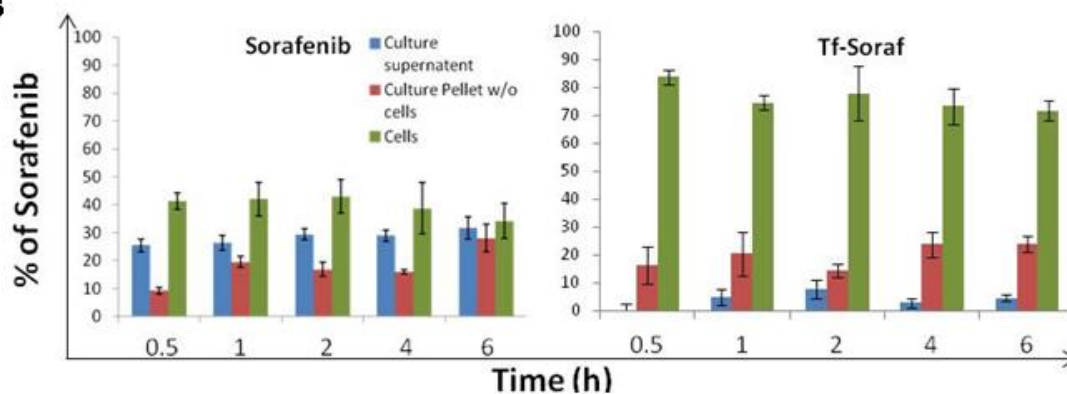 % of Sorafenib
Sorafenib
Culture
supernatent
Culture Pellet w/o
cells
Cells
100
90
80
70
60
50
40
30
20
10
0
0.5 1 2 4 6
Tf-Soraf
100
90
80
70
60
50
40
30
20
10
0
0.5 1 2 4 6
Time (h)